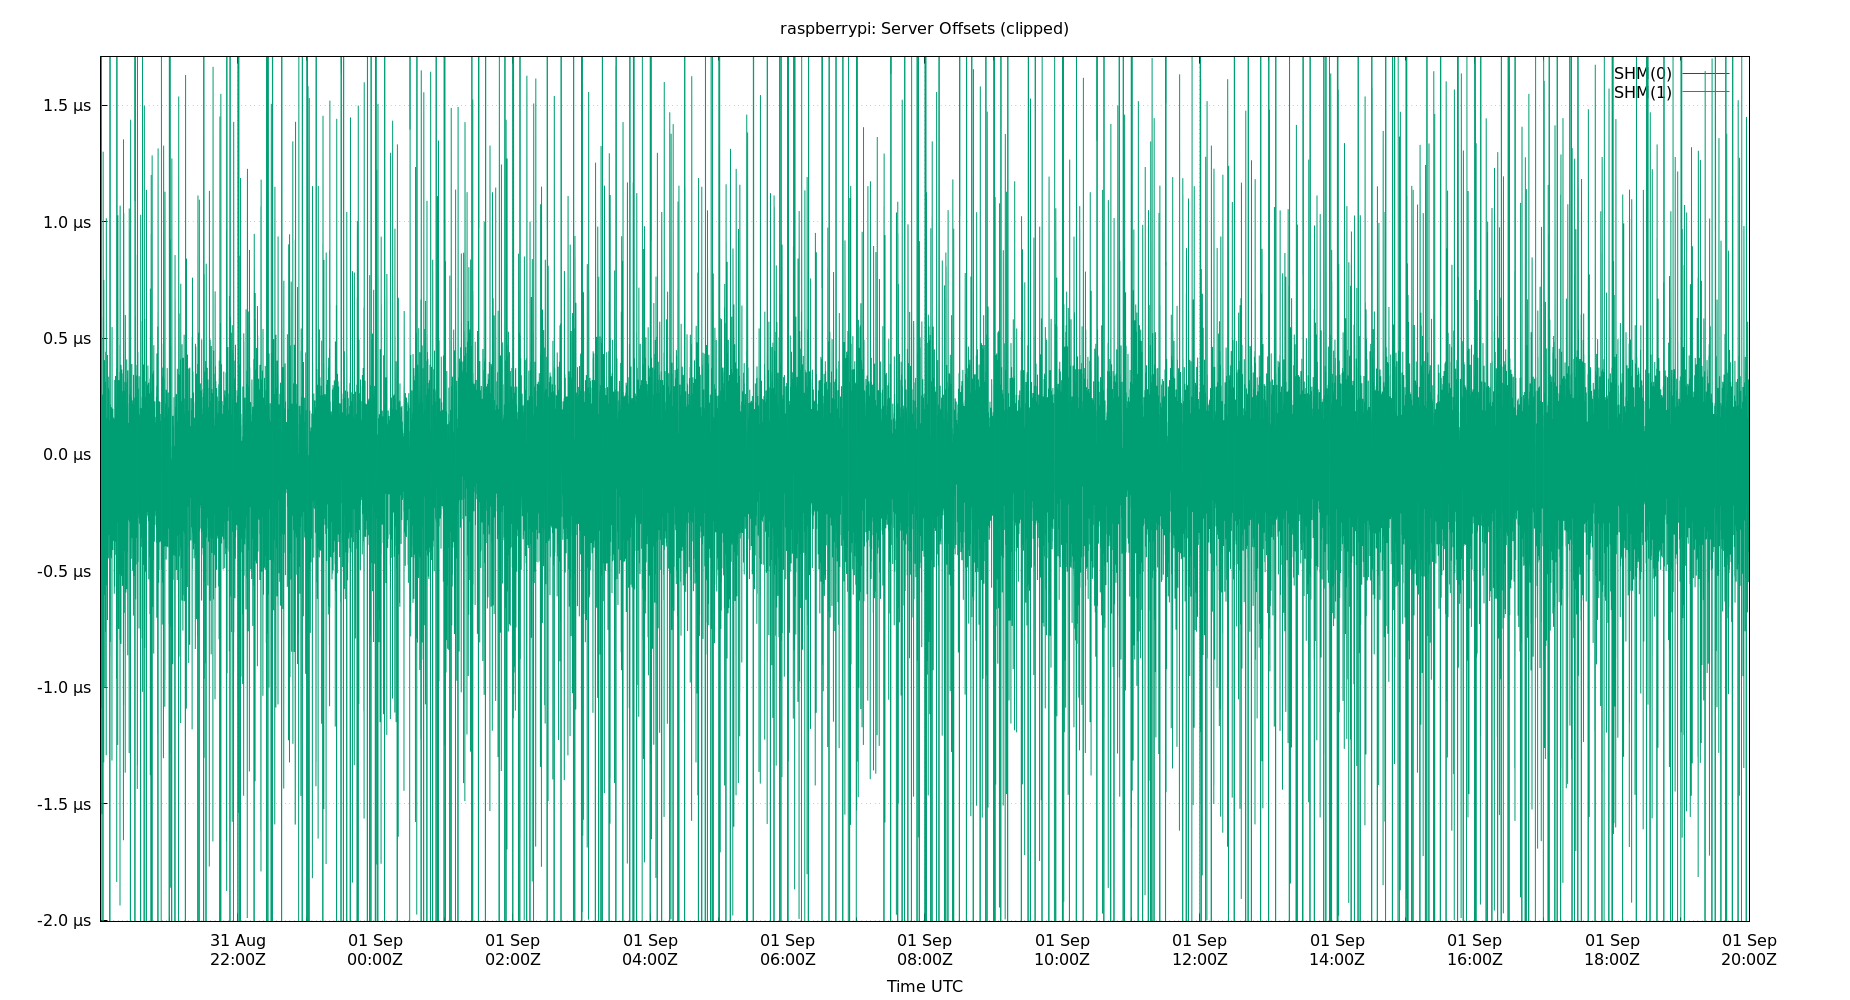 raspberrypi: Server Offsets (clipped)
SHM(0)
SHM(1)
1.5 µs
1.0 µs
0.5 µs
0.0 µs
-0.5 µs
-1.0 µs
-1.5 µs
-2.0 µs
31 Aug 01 Sep 01 Sep 01 Sep 01 Sep 01 Sep 01 Sep 01 Sep 01 Sep 01 Sep 01 Sep 01 Sep
22:00Z 00:00Z 02:00Z 04:00Z 06:00Z 08:00Z 10:00Z 12:00Z 14:00Z 16:00Z 18:00Z 20:00Z
Time UTC